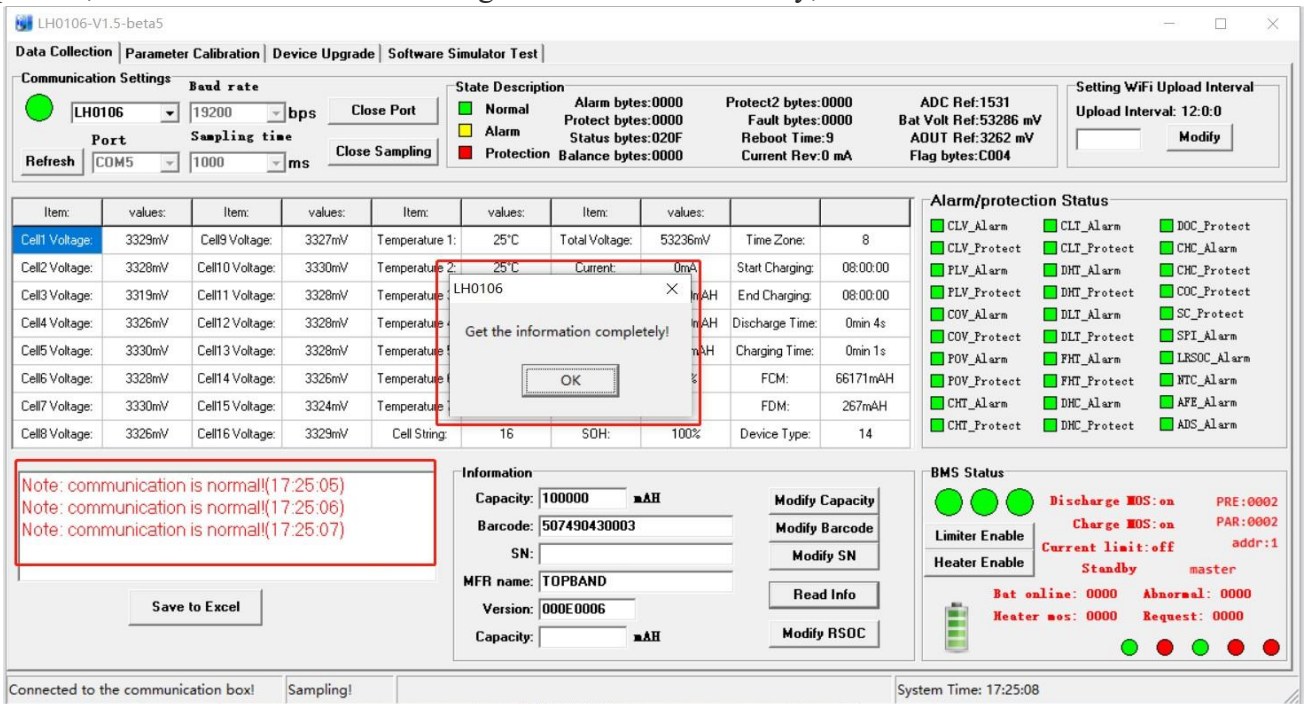 LH0106-V1.5-beta5
Data Collection Parameter Calibration Device Upgrade Software Simulator Test
Communication Settings
LH0106
Baud rate
19200 bps
Close Port
Port
Refresh COM5
Sampling time
1000 ms
Close Sampling
State Description
Normal
Alarm
Protection
Alarm bytes:0000
Protect bytes:0000
Status bytes:020F
Balance bytes:0000
Protect2 bytes:0000
Fault bytes:0000
Reboot Time:9
Current Rev:0 mA
ADC Ref:1531
Bat Volt Ref:53286 mV
AOUT Ref:3262 mV
Flag bytes:C004
Setting WiFi Upload Interval
Upload Interval: 12:0:0
Modify
Item: values: Item: values: Item: values: Item: values:
Cell1 Voltage: 3329mV Cell9 Voltage: 3327mV Temperature 1: 25°C Total Voltage: 53236mV Time Zone: 8
Cell2 Voltage: 3328mV Cell10 Voltage: 3330mV Temperature 2: 25°C Current: 0mA Start Charging: 08:00:00
Cell3 Voltage: 3319mV Cell11 Voltage: 3328mV Temperature mAH End Charging: 08:00:00
Cell4 Voltage: 3326mV Cell12 Voltage: 3328mV Temperature mAH Discharge Time: 0min 4s
Cell5 Voltage: 3330mV Cell13 Voltage: 3328mV Temperature mAH Charging Time: 0min 1s
Cell6 Voltage: 3328mV Cell14 Voltage: 3326mV Temperature % FCM: 66171mAH
Cell7 Voltage: 3330mV Cell15 Voltage: 3324mV Temperature FDM: 267mAH
Cell8 Voltage: 3326mV Cell16 Voltage: 3329mV Cell String: 16 SOH: 100% Device Type: 14
LH0106
Get the information completely!
OK
Alarm/protection Status
CLV_Alarm CLT_Alarm DOC_Protect
CLV_Protect CLT_Protect CHC_Alarm
PLV_Alarm DHT_Alarm CHC_Protect
PLV_Protect DHT_Protect COC_Protect
COV_Alarm DLT_Alarm SC_Protect
COV_Protect DLT_Protect SPI_Alarm
POV_Alarm FHT_Alarm LRSOC_Alarm
POV_Protect FHT_Protect NTC_Alarm
CHT_Alarm DHC_Alarm AFE_Alarm
CHT_Protect DHC_Protect ADS_Alarm
Note: communication is normal!(17:25:05)
Note: communication is normal!(17:25:06)
Note: communication is normal!(17:25:07)
Save to Excel
Information
Capacity: 100000 mAH Modify Capacity
Barcode: 507490430003 Modify Barcode
SN: Modify SN
MFR name: TOPBAND
Read Info
Version: 000E0006
Capacity: mAH Modify RSOC
BMS Status
Discharge MOS:on PRE:0002
Charge MOS:on PAR:0002
Limiter Enable
Current limit:off addr:1
Heater Enable
Standby master
Bat online: 0000 Abnormal: 0000
Heater mos: 0000 Request: 0000
Connected to the communication box! Sampling! System Time: 17:25:08